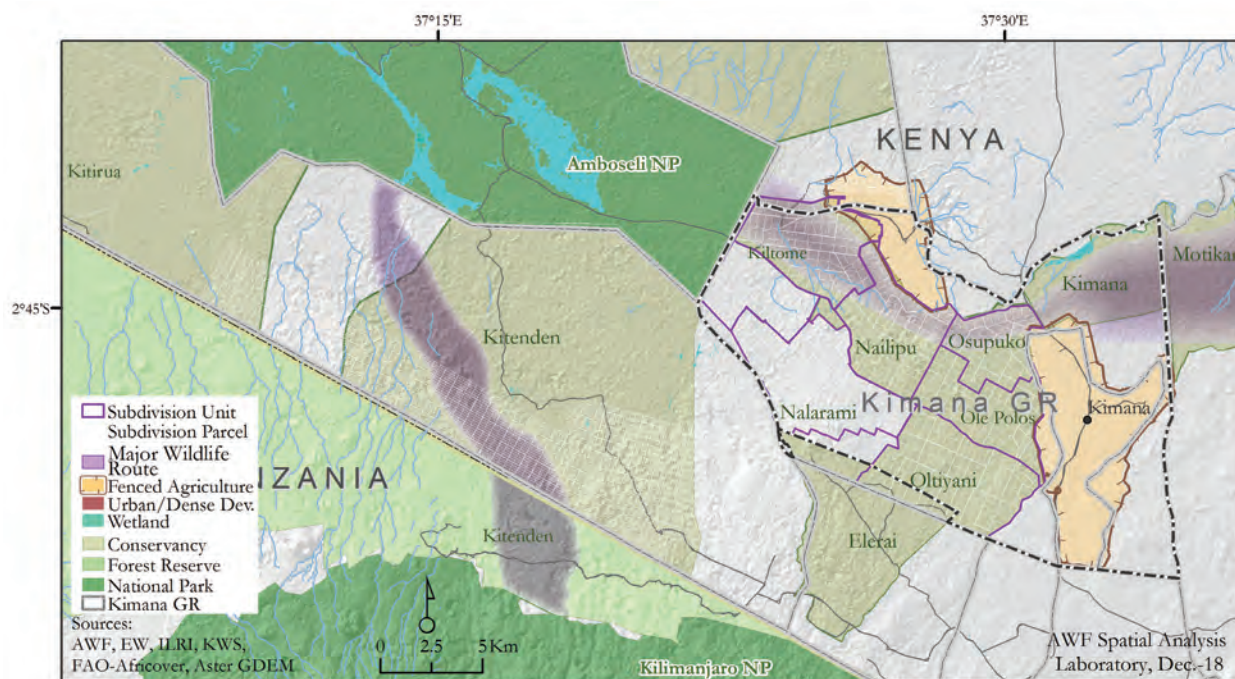 37°15'E
37°30'E
KENYA
Amboseli NP
Kitirua
Kiltome
Kimana
Motikan
2°45'S
Kitenden
Nailipu
Osupuko
Kimana GR
Kimana
Nalarami
Ole Polos
NZANIA
Oltiyani
Kitenden
Elerai
Subdivision Unit
Subdivision Parcel
Major Wildlife
Route
Fenced Agriculture
Urban/Dense Dev.
Wetland
Conservancy
Forest Reserve
National Park
Kimana GR
Sources:
AWF, EW, ILRI, KWS,
FAO-Africover, Aster GDEM
0 2.5 5 Km
Kilimanjaro NP
AWF Spatial Analysis
Laboratory, Dec.-18